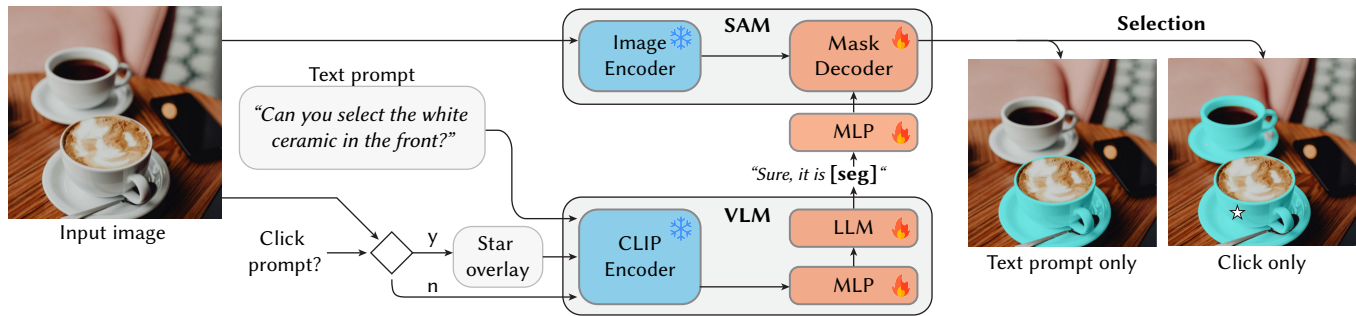 Input image
Text prompt
“Can you select the white
ceramic in the front?”
Click
prompt?
y
n
Star
overlay
SAM
Image
Encoder
Mask
Decoder
MLP
“Sure, it is [seg]“
VLM
CLIP
Encoder
LLM
MLP
Selection
Text prompt only
Click only